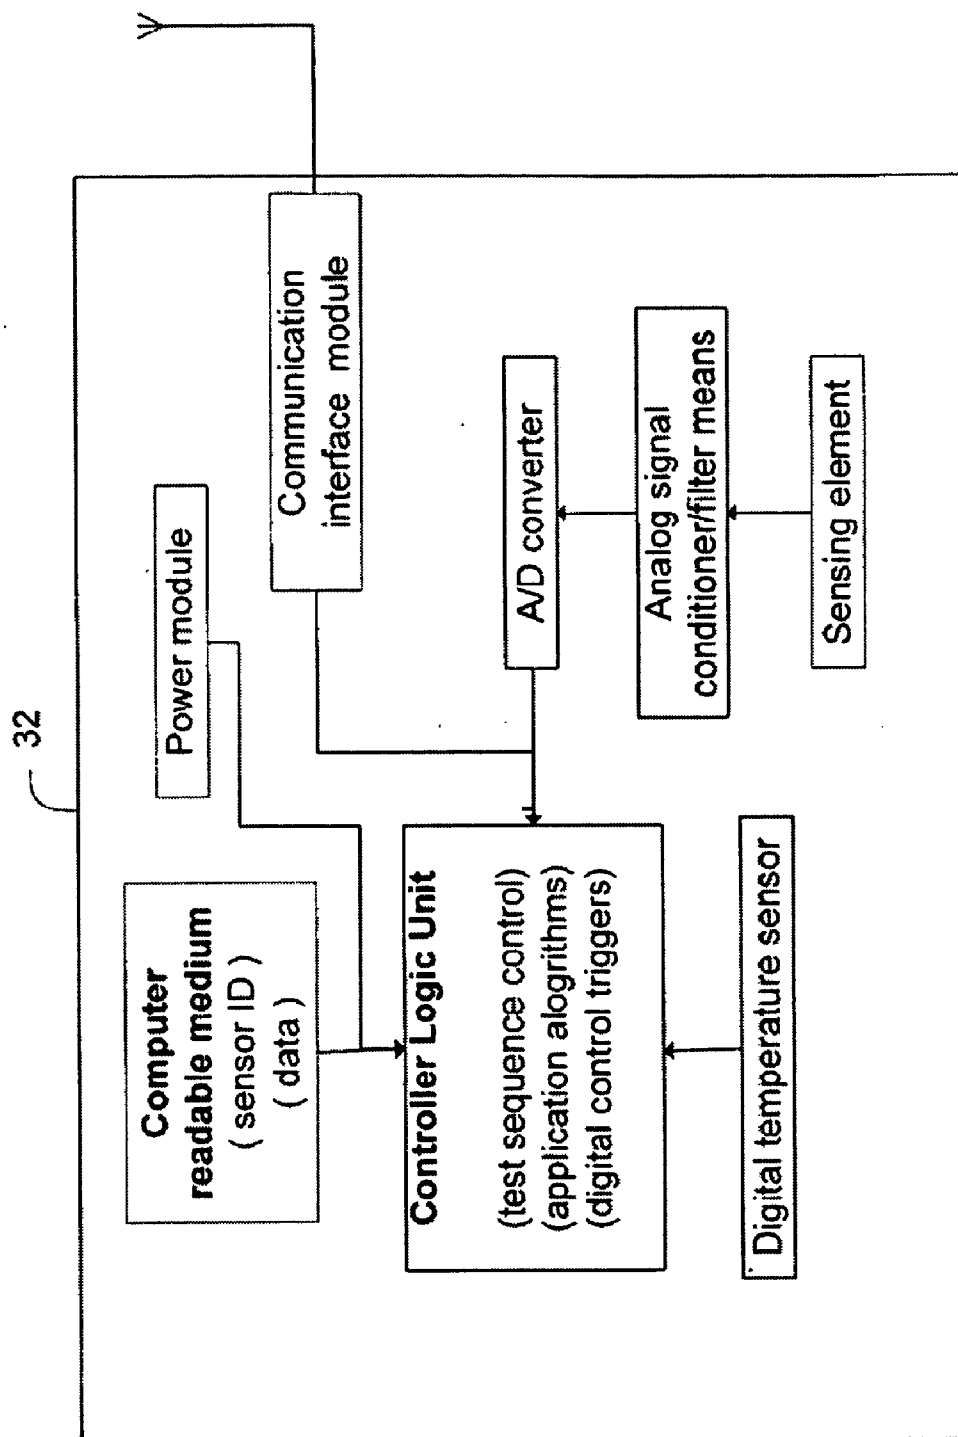 32
Computer
readable medium
( sensor ID )
( data )
Power module
Communication
interface module
Controller Logic Unit
(test sequence control)
(application alogrithms)
(digital control triggers)
A/D converter
Analog signal
conditioner/filter means
Digital temperature sensor
Sensing element